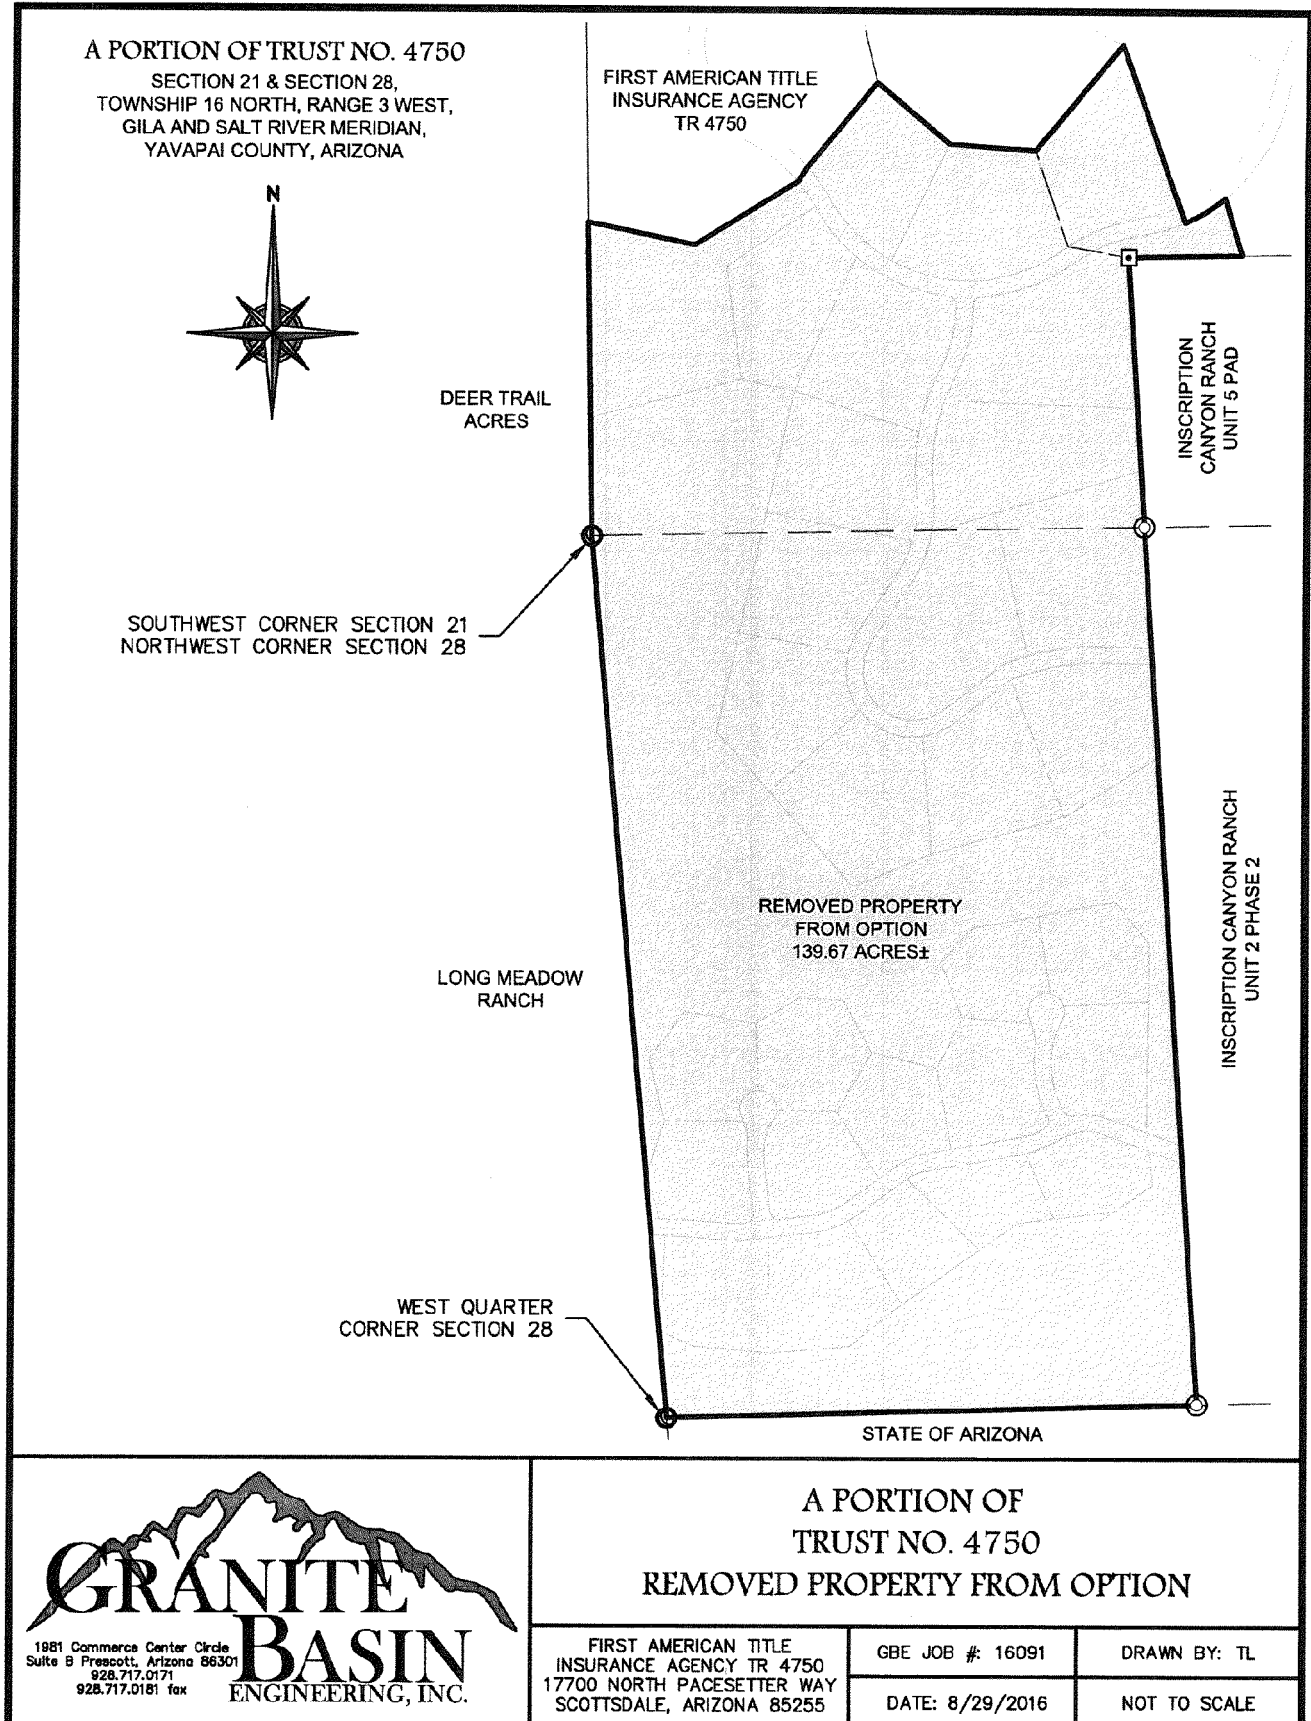 A PORTION OF TRUST NO. 4750
SECTION 21 & SECTION 28,
TOWNSHIP 16 NORTH, RANGE 3 WEST,
GILA AND SALT RIVER MERIDIAN,
YAVAPAI COUNTY, ARIZONA
N
FIRST AMERICAN TITLE
INSURANCE AGENCY
TR 4750
DEER TRAIL
ACRES
INSCRIPTION
CANYON RANCH
UNIT 5 PAD
SOUTHWEST CORNER SECTION 21
NORTHWEST CORNER SECTION 28
REMOVED PROPERTY
FROM OPTION
139.67 ACRES±
LONG MEADOW
RANCH
INSCRIPTION CANYON RANCH
UNIT 2 PHASE 2
WEST QUARTER
CORNER SECTION 28
STATE OF ARIZONA
GRANITE
BASIN
ENGINEERING, INC.
1981 Commerce Center Circle
Suite B Prescott, Arizona 86301
928.717.0171
928.717.0181 fax
A PORTION OF
TRUST NO. 4750
REMOVED PROPERTY FROM OPTION
FIRST AMERICAN TITLE
INSURANCE AGENCY TR 4750
17700 NORTH PACESETTER WAY
SCOTTSDALE, ARIZONA 85255
GBE JOB #: 16091
DRAWN BY: TL
DATE: 8/29/2016
NOT TO SCALE